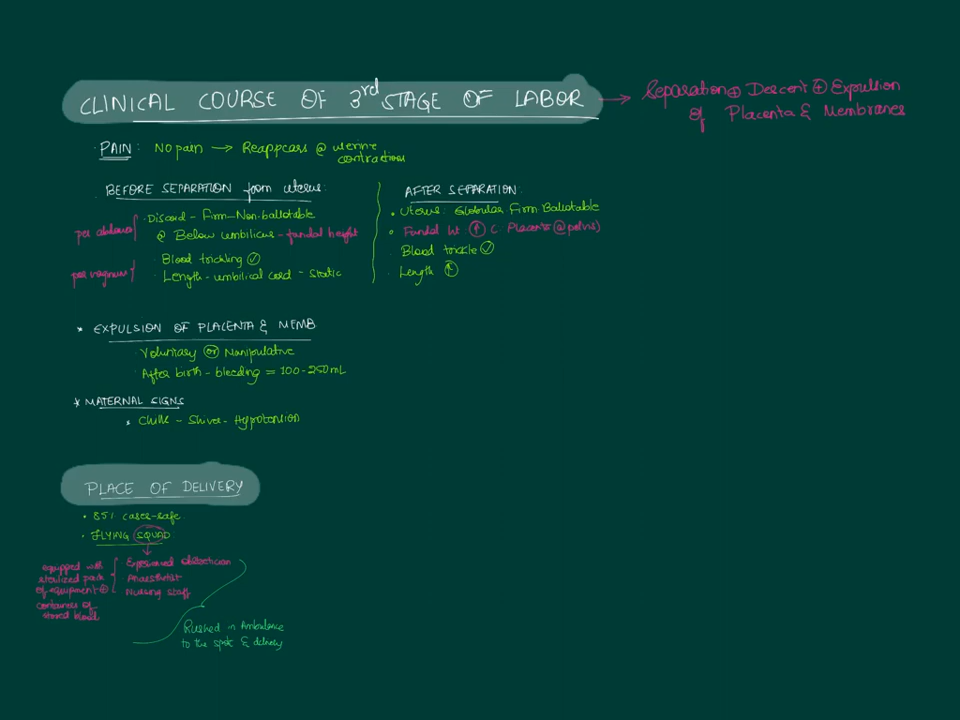 CLINICAL COURSE OF 3rd STAGE OF LABOR → Separation ⊕ Descent ⊕ Expulsion
of Placenta & Membranes
· PAIN: No pain → Reappears @ uterine
contractions
· BEFORE SEPARATION from uterus:
per abdomen { · Discoid - Firm - Non-ballotable
· @ Below umbilicus - fundal height
per vaginum { · Blood trickling ✓
· Length - umbilical cord - static
AFTER SEPARATION:
• Uterus: Globular Firm Ballotable
• Fundal Ht. ↑ c Placenta (@ pelvis)
· Blood trickle ✓
· Length ↑
* EXPULSION OF PLACENTA & MEMB
· Voluntary or Manipulative
· After birth - bleeding = 100-250mL
* MATERNAL SIGNS
• Chills - Shiver - Hypotension
PLACE OF DELIVERY
• 85% cases - safe
• FLYING SQUAD
↓
Experienced obstetrician
· Anaesthetist
· Nursing staff
equipped with
sterilized pack
of equipment ⊕
containers of
stored blood
Rushed in Ambulance
to the spot & delivery